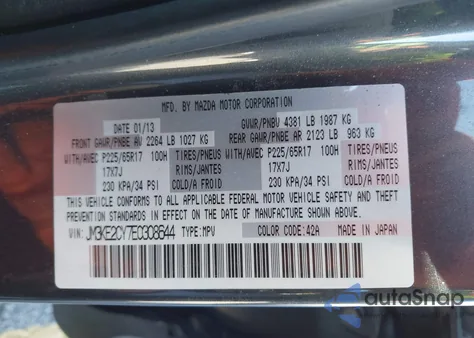 MFD. BY MAZDA MOTOR CORPORATION
DATE 01/13 GVWR/PNBV 4381 LB 1987 KG
FRONT GAWR/PNBE AV 2264 LB 1027 KG REAR GAWR/PNBE AR 2123 LB 963 KG
WITH/AVEC P225/65R17 100H TIRES/PNEUS WITH/AVEC P225/65R17 100H TIRES/PNEUS
17X7J RIMS/JANTES 17X7J RIMS/JANTES
230 KPA/34 PSI COLD/A FROID 230 KPA/34 PSI COLD/A FROID
THIS VEHICLE CONFORMS TO ALL APPLICABLE FEDERAL MOTOR VEHICLE SAFETY AND THEFT
PREVENTION STANDARDS IN EFFECT ON THE DATE OF MANUFACTURE SHOWN ABOVE.
VIN: JM3KE2CY7E0308644 TYPE:MPV COLOR CODE:42A MADE IN JAPAN
autoSnap